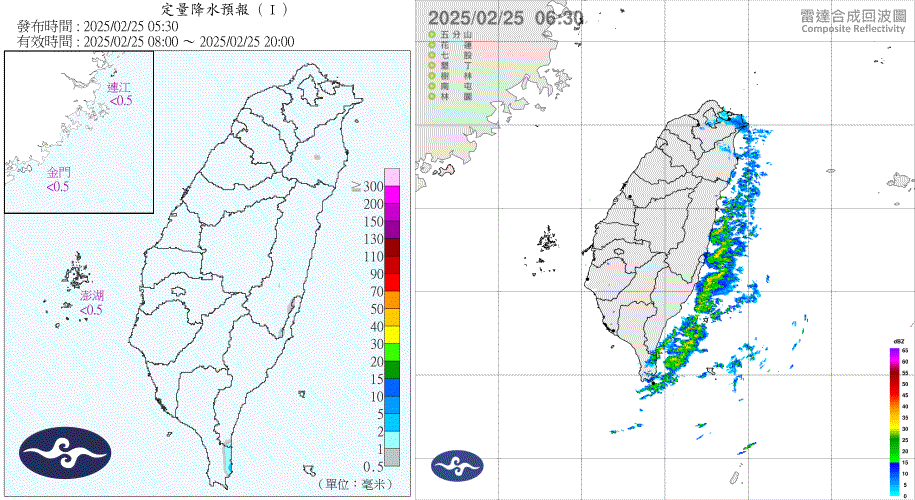 定量降水預報 ( I )
發布時間 : 2025/02/25 05:30
有效時間 : 2025/02/25 08:00 ～ 2025/02/25 20:00
連江
<0.5
金門
<0.5
澎湖
<0.5
≧ 300
200
150
130
110
90
70
50
40
30
20
15
10
5
2
1
0.5
(單位：毫米)
2025/02/25 06:30
雷達合成回波圖
Composite Reflectivity
五分山
花蓮
七股
墾丁
樹林
南屯
林園
dBZ
65
60
55
50
45
40
35
30
25
20
15
10
5
0